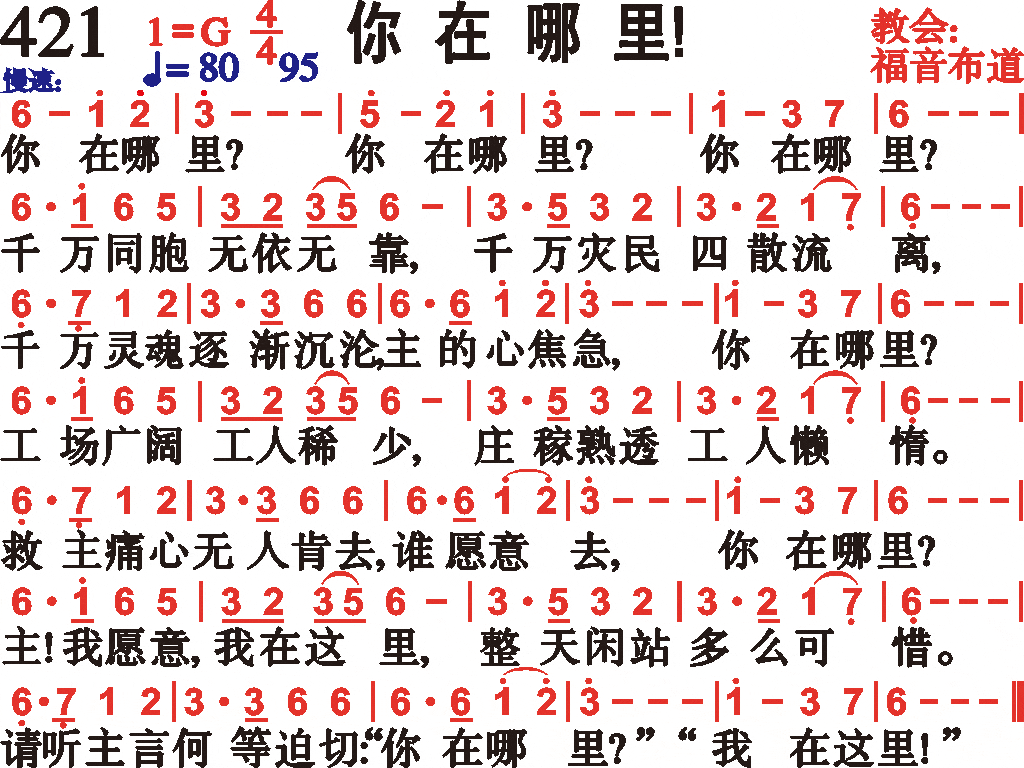 421 1=G 4/4 你在哪里! 教会:
慢速: ♩=80 95 福音布道
6 - i̇ 2̇ | 3̇ - - - | 5̇ - 2̇ i̇ | 3̇ - - - | i̇ - 3 7 | 6 - - - |
你 在哪 里? 你 在哪 里? 你 在哪 里?
6 · i̇ 6 5 | 3 2 3 5 6 - | 3 · 5 3 2 | 3 · 2 1 7̣ | 6̣ - - - |
千 万同胞 无依无 靠, 千 万灾民 四 散流 离,
6̣ · 7̣ 1 2 | 3 · 3 6 6 | 6 · 6 i̇ 2̇ | 3̇ - - - | i̇ - 3 7 | 6 - - - |
千 万灵魂逐 渐沉沦,主 的心焦急, 你 在哪里?
6 · i̇ 6 5 | 3 2 3 5 6 - | 3 · 5 3 2 | 3 · 2 1 7̣ | 6̣ - - - |
工 场广阔 工人稀 少, 庄 稼熟透 工 人懒 惰。
6̣ · 7̣ 1 2 | 3 · 3 6 6 | 6 · 6 i̇ 2̇ | 3̇ - - - | i̇ - 3 7 | 6 - - - |
救 主痛心无 人肯去,谁 愿意 去, 你 在哪里?
6 · i̇ 6 5 | 3 2 3 5 6 - | 3 · 5 3 2 | 3 · 2 1 7̣ | 6̣ - - - |
主! 我愿意, 我在这 里, 整 天闲站 多 么可 惜。
6̣ · 7̣ 1 2 | 3 · 3 6 6 | 6 · 6 i̇ 2̇ | 3̇ - - - | i̇ - 3 7 | 6 - - - ‖
请听主言何 等迫切:“你 在哪 里?” “我 在这里!”